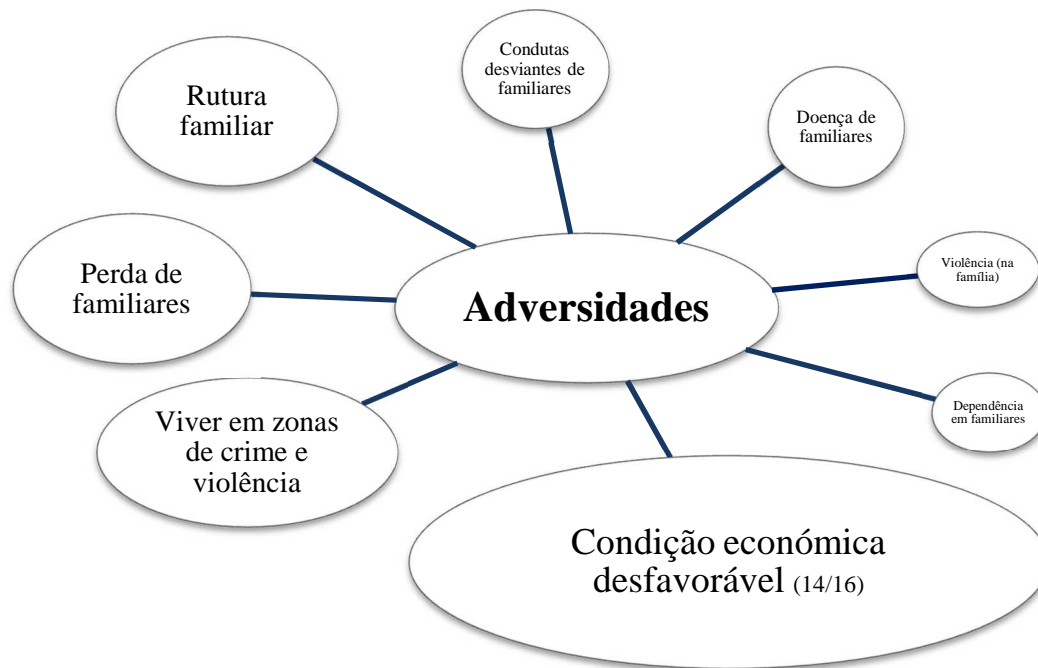 Condutas
desviantes de
familiares
Rutura
familiar
Doença de
familiares
Violência (na
família)
Perda de
familiares
Adversidades
Dependência
em familiares
Viver em zonas
de crime e
violência
Condição económica
desfavorável (14/16)